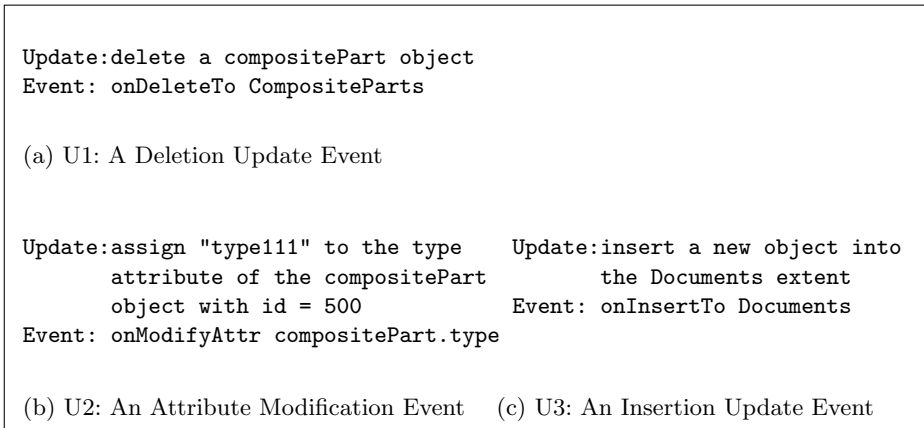 Update:delete a compositePart object
Event: onDeleteTo CompositeParts
(a) U1: A Deletion Update Event
Update:assign "type111" to the type
attribute of the compositePart
object with id = 500
Event: onModifyAttr compositePart.type
(b) U2: An Attribute Modification Event
Update:insert a new object into
the Documents extent
Event: onInsertTo Documents
(c) U3: An Insertion Update Event